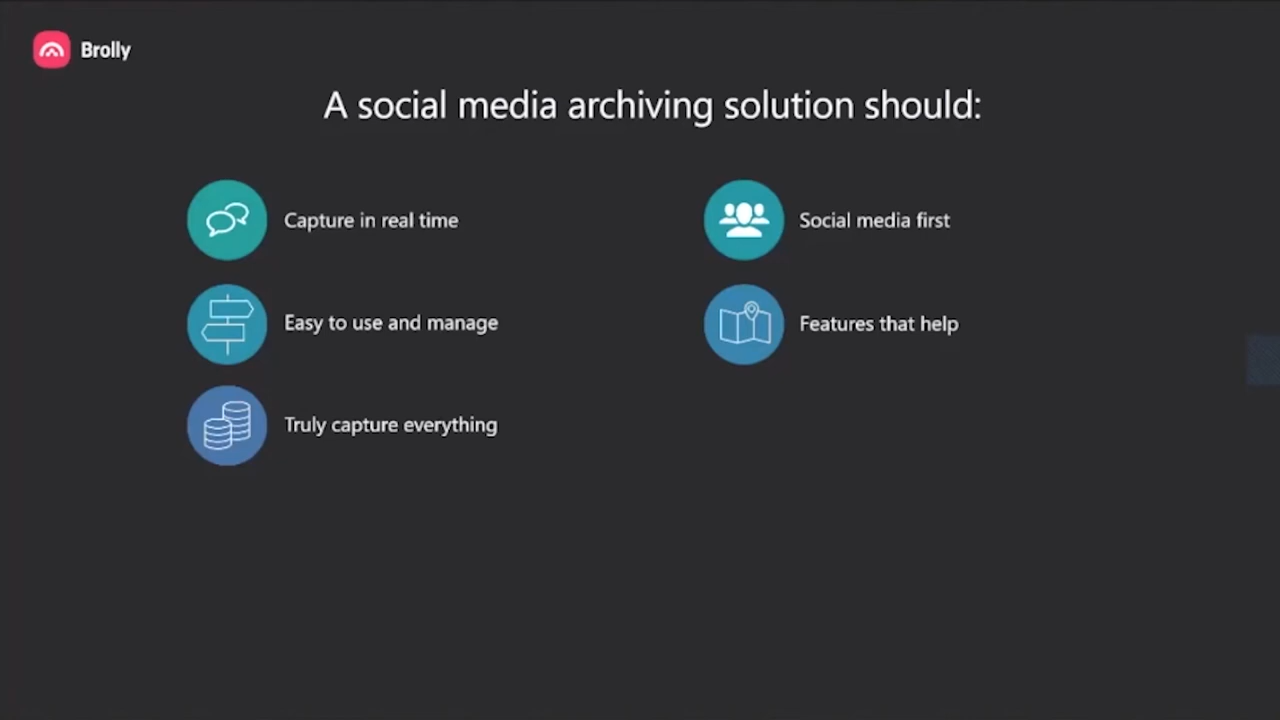 Brolly
A social media archiving solution should:
Capture in real time
Social media first
Easy to use and manage
Features that help
Truly capture everything